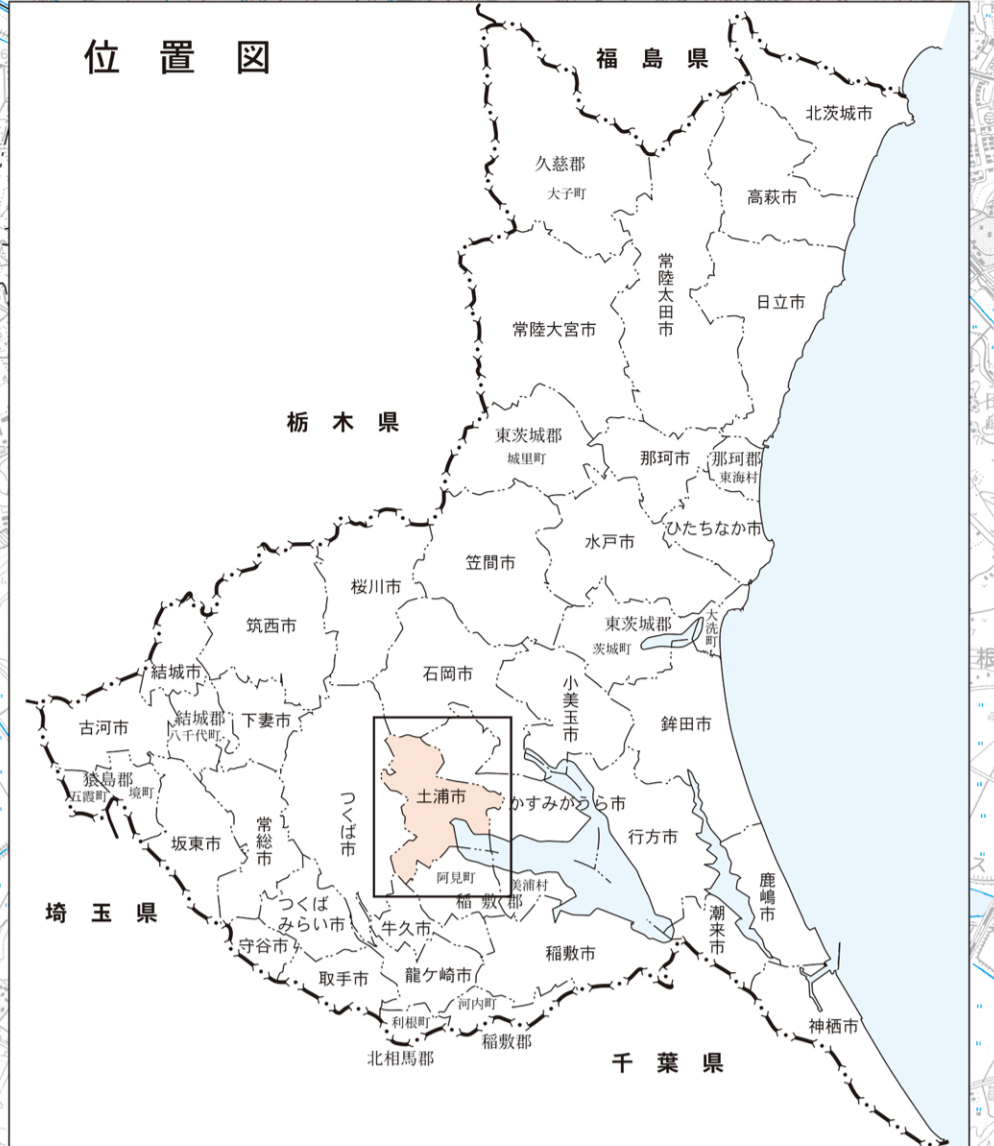 位置図
福島県
北茨城市
久慈郡
大子町
高萩市
常陸太田市
日立市
常陸大宮市
栃木県
東茨城郡
城里町
那珂市
那珂郡
東海村
ひたちなか市
水戸市
笠間市
桜川市
筑西市
東茨城郡
茨城町
大洗町
結城市
石岡市
小美玉市
鉾田市
古河市
結城郡
八千代町
下妻市
猿島郡
五霞町
境町
土浦市
かすみがうら市
つくば市
常総市
坂東市
行方市
阿見町
美浦村
稲敷郡
鹿嶋市
潮来市
埼玉県
つくば
みらい市
牛久市
守谷市
稲敷市
取手市
龍ケ崎市
河内町
利根町
稲敷郡
北相馬郡
神栖市
千葉県
根